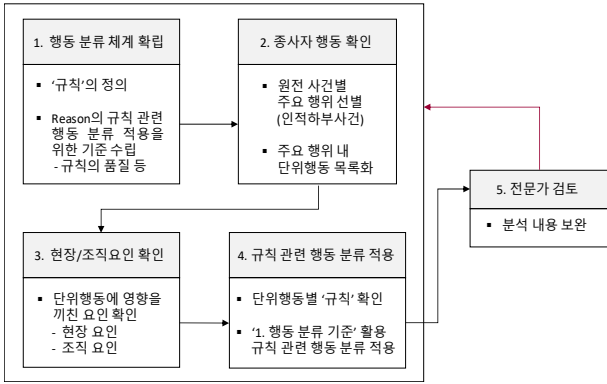 1. 행동 분류 체계 확립
▪ ‘규칙’의 정의
▪ Reason의 규칙 관련
행동 분류 적용을
위한 기준 수립
- 규칙의 품질 등
2. 종사자 행동 확인
▪ 원전 사건별
주요 행위 선별
(인적하부사건)
▪ 주요 행위 내
단위행동 목록화
3. 현장/조직요인 확인
▪ 단위행동에 영향을
끼친 요인 확인
- 현장 요인
- 조직 요인
4. 규칙 관련 행동 분류 적용
▪ 단위행동별 ‘규칙’ 확인
▪ ‘1. 행동 분류 기준’ 활용
규칙 관련 행동 분류 적용
5. 전문가 검토
▪ 분석 내용 보완